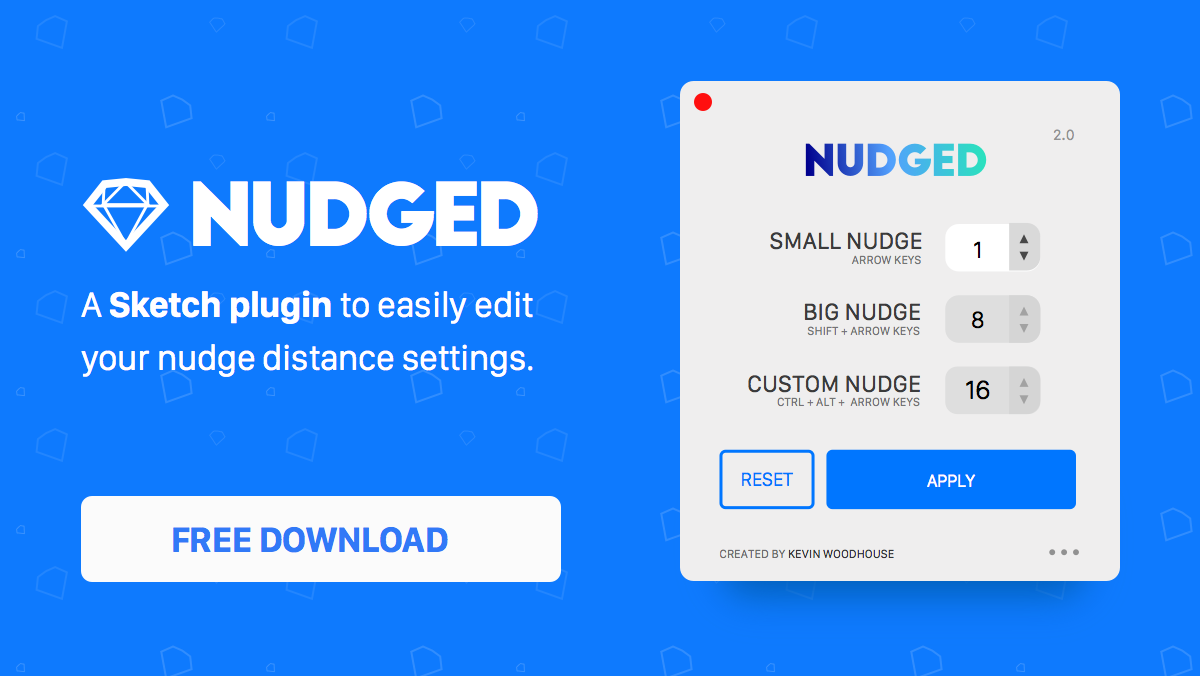 NUDGED
A Sketch plugin to easily edit
your nudge distance settings.
FREE DOWNLOAD
2.0
NUDGED
SMALL NUDGE
ARROW KEYS
1
BIG NUDGE
SHIFT + ARROW KEYS
8
CUSTOM NUDGE
CTRL + ALT + ARROW KEYS
16
RESET
APPLY
CREATED BY KEVIN WOODHOUSE